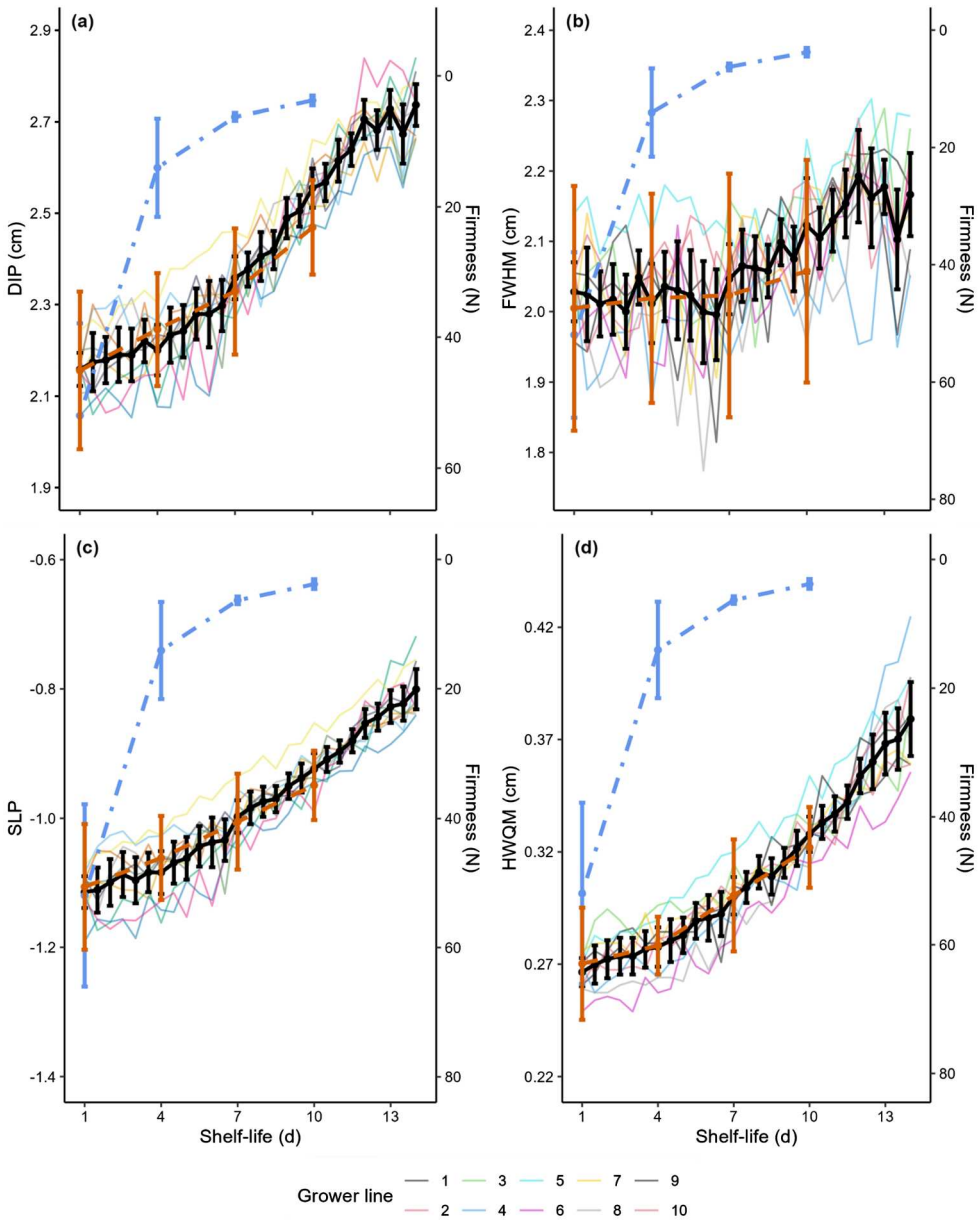 (a)
(b)
2.9
2.7
2.5
2.3
2.1
1.9
DIP (cm)
0
20
40
60
Firmness (N)
2.4
2.3
2.2
2.1
2.0
1.9
1.8
FWHM (cm)
0
20
40
60
80
Firmness (N)
(c)
(d)
-0.6
-0.8
-1.0
-1.2
-1.4
SLP
0
20
40
60
80
Firmness (N)
0.42
0.37
0.32
0.27
0.22
HWQM (cm)
0
20
40
60
80
Firmness (N)
1 4 7 10 13
Shelf-life (d)
1 4 7 10 13
Shelf-life (d)
Grower line
1 3 5 7 9
2 4 6 8 10